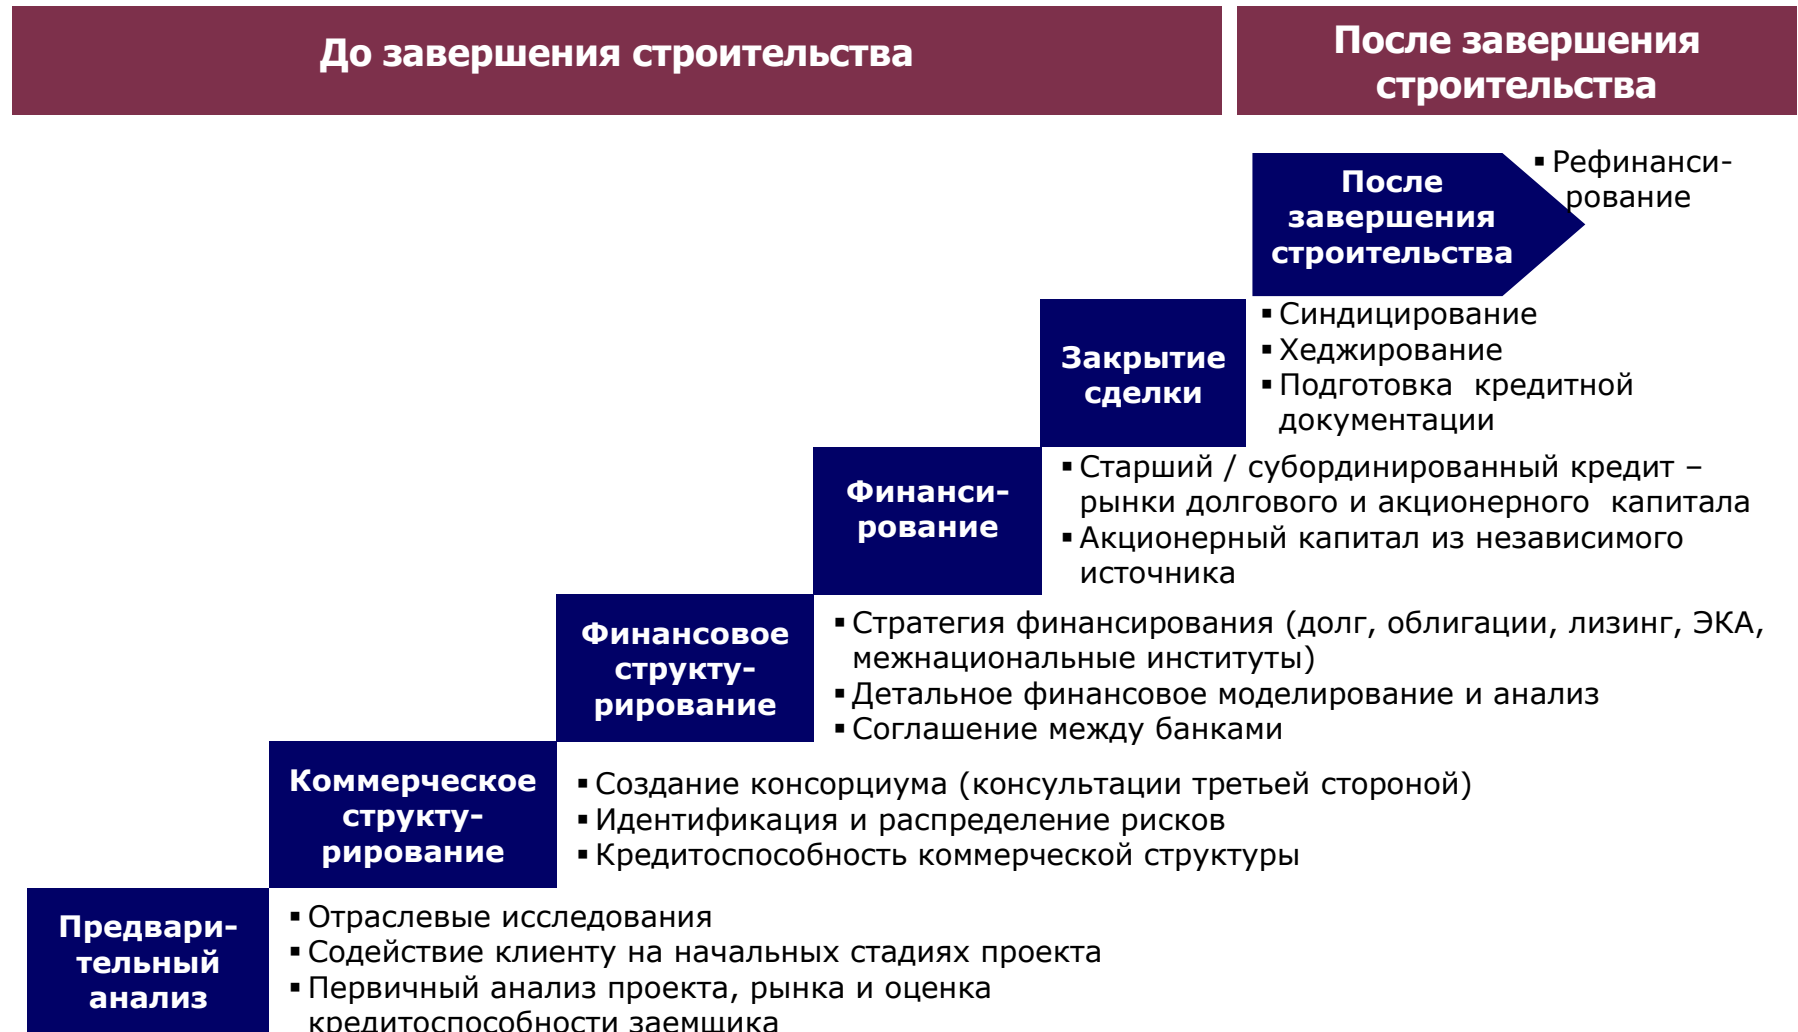 До завершения строительства
После завершения
строительства
После
завершения
строительства
▪ Рефинанси-
рование
Закрытие
сделки
▪ Синдицирование
▪ Хеджирование
▪ Подготовка кредитной
документации
Финанси-
рование
▪ Старший / субординированный кредит –
рынки долгового и акционерного капитала
▪ Акционерный капитал из независимого
источника
Финансовое
структу-
рирование
▪ Стратегия финансирования (долг, облигации, лизинг, ЭКА,
межнациональные институты)
▪ Детальное финансовое моделирование и анализ
▪ Соглашение между банками
Коммерческое
структу-
рирование
▪ Создание консорциума (консультации третьей стороной)
▪ Идентификация и распределение рисков
▪ Кредитоспособность коммерческой структуры
Предвари-
тельный
анализ
▪ Отраслевые исследования
▪ Содействие клиенту на начальных стадиях проекта
▪ Первичный анализ проекта, рынка и оценка
кредитоспособности заемщика